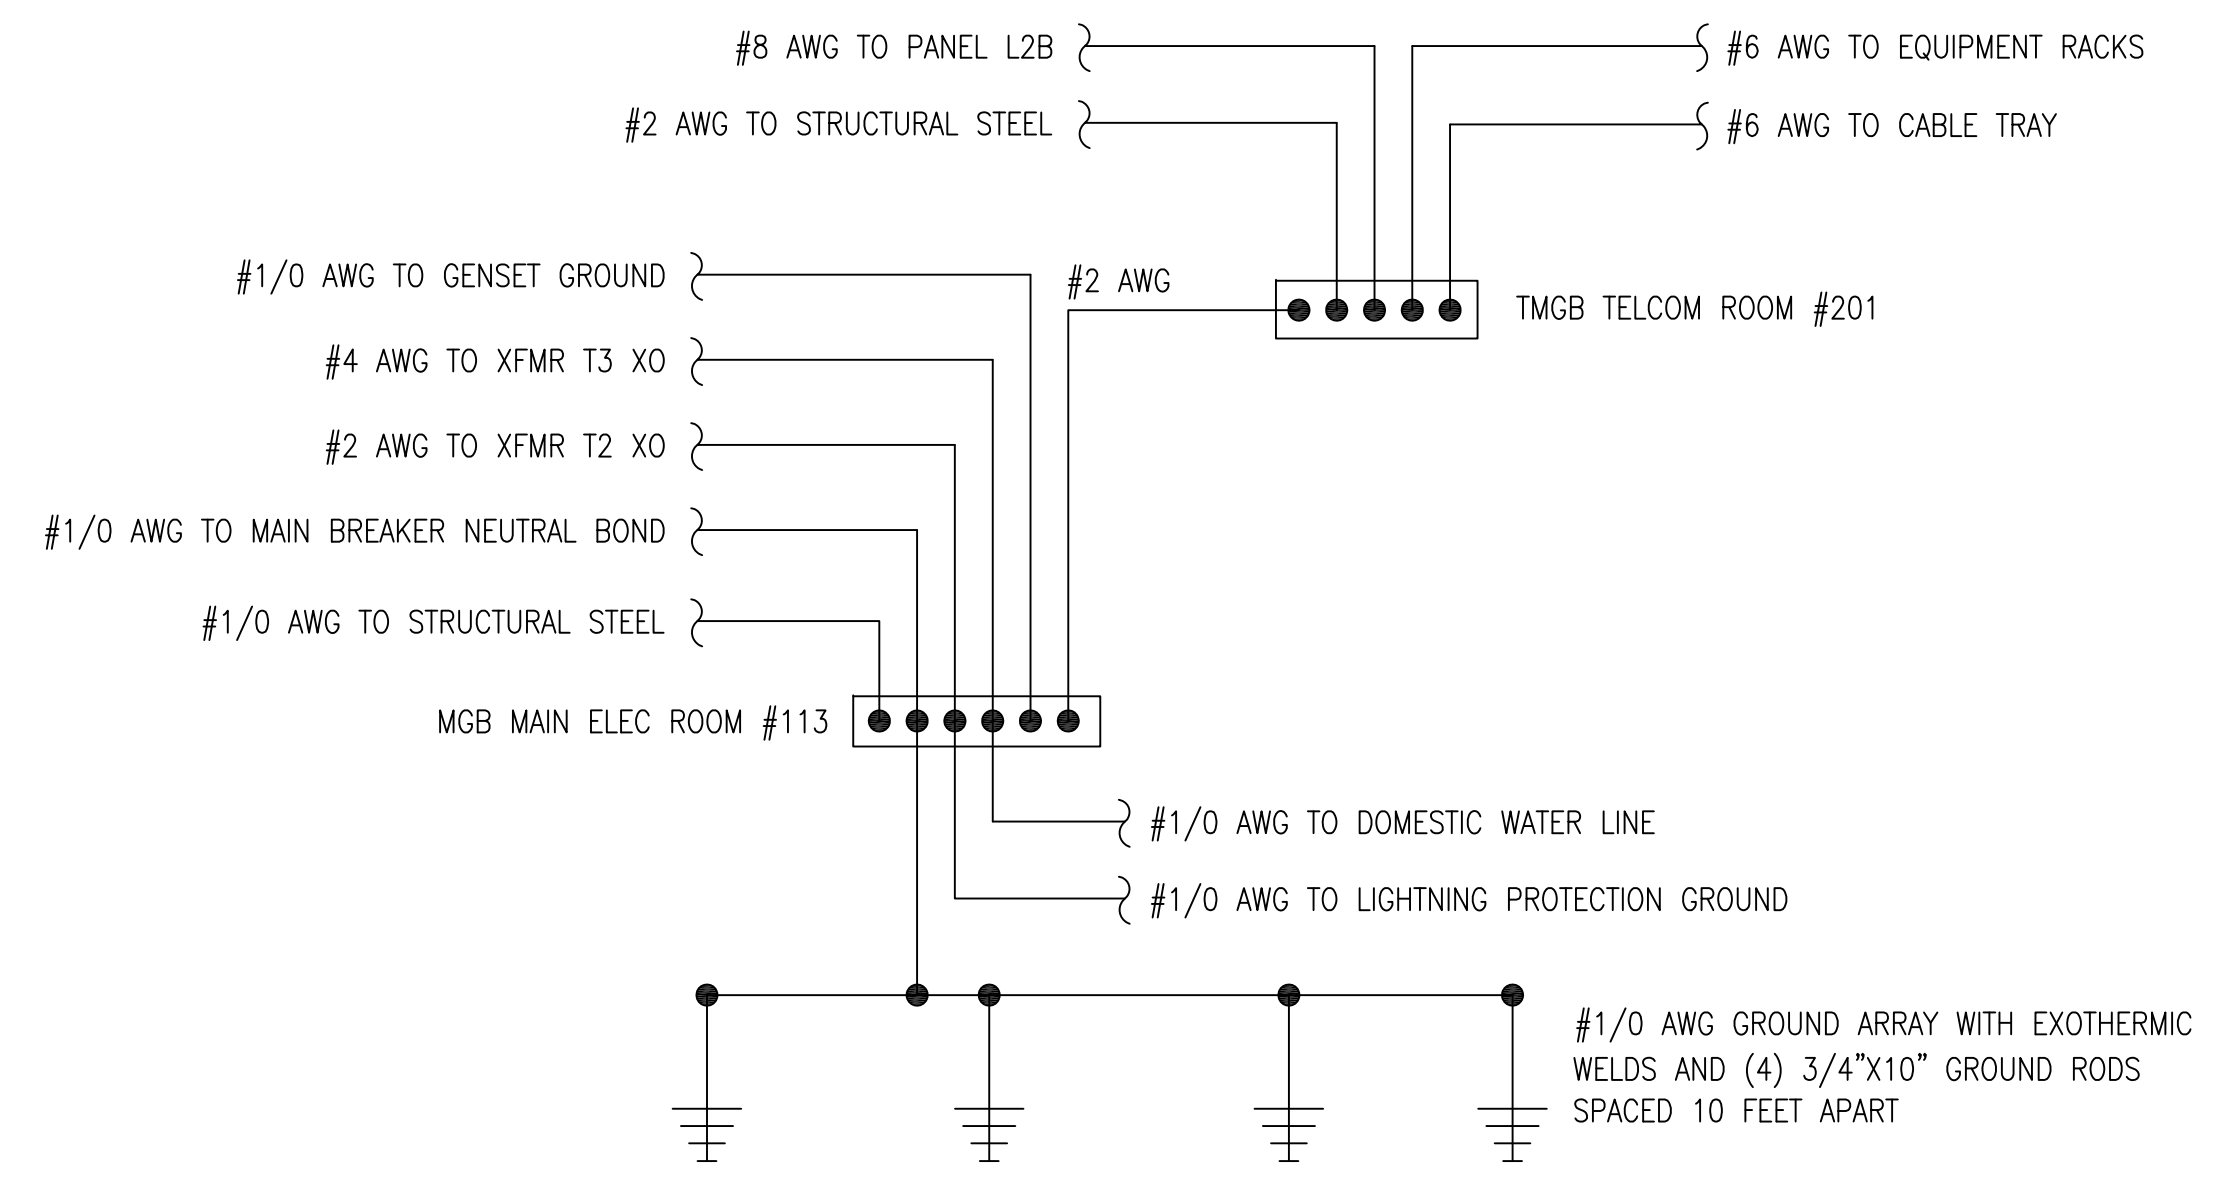 #8 AWG TO PANEL L2B
#6 AWG TO EQUIPMENT RACKS
#2 AWG TO STRUCTURAL STEEL
#6 AWG TO CABLE TRAY
#1/0 AWG TO GENSET GROUND
#2 AWG
TMGB TELCOM ROOM #201
#4 AWG TO XFMR T3 XO
#2 AWG TO XFMR T2 XO
#1/0 AWG TO MAIN BREAKER NEUTRAL BOND
#1/0 AWG TO STRUCTURAL STEEL
MGB MAIN ELEC ROOM #113
#1/0 AWG TO DOMESTIC WATER LINE
#1/0 AWG TO LIGHTNING PROTECTION GROUND
#1/0 AWG GROUND ARRAY WITH EXOTHERMIC
WELDS AND (4) 3/4"X10" GROUND RODS
SPACED 10 FEET APART